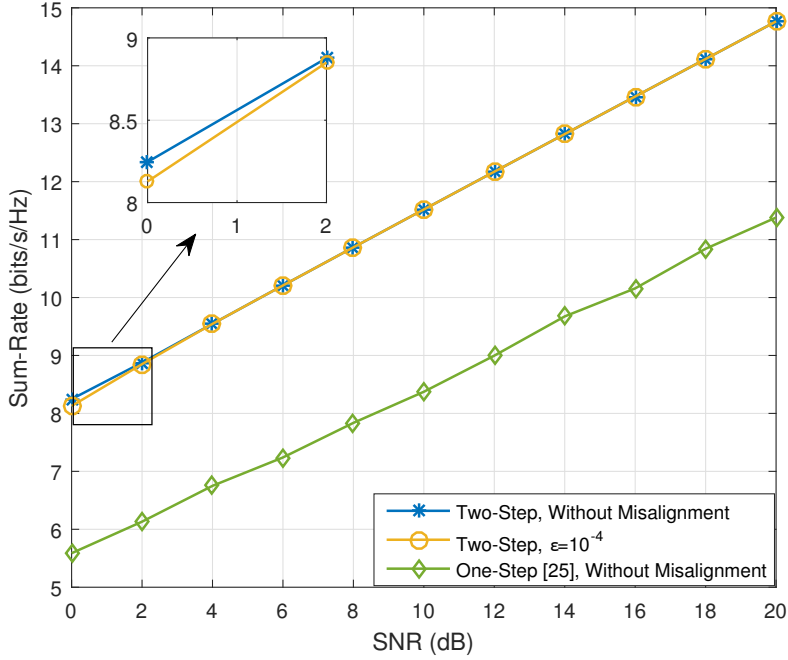 15
14
13
12
11
10
9
8
7
6
5
Sum-Rate (bits/s/Hz)
9
8.5
8
0 1 2
Two-Step, Without Misalignment
Two-Step, ε=10⁻⁴
One-Step [25], Without Misalignment
0 2 4 6 8 10 12 14 16 18 20
SNR (dB)